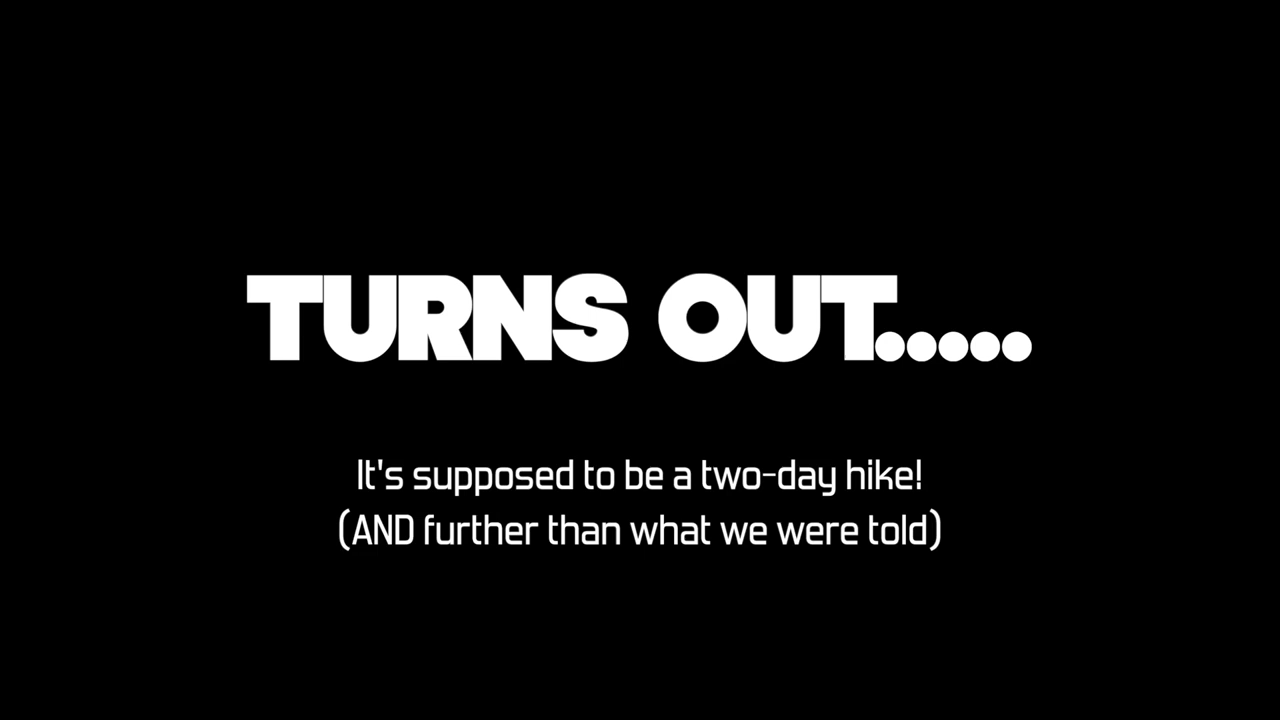 TURNS OUT.....
It's supposed to be a two-day hike!
(AND further than what we were told)